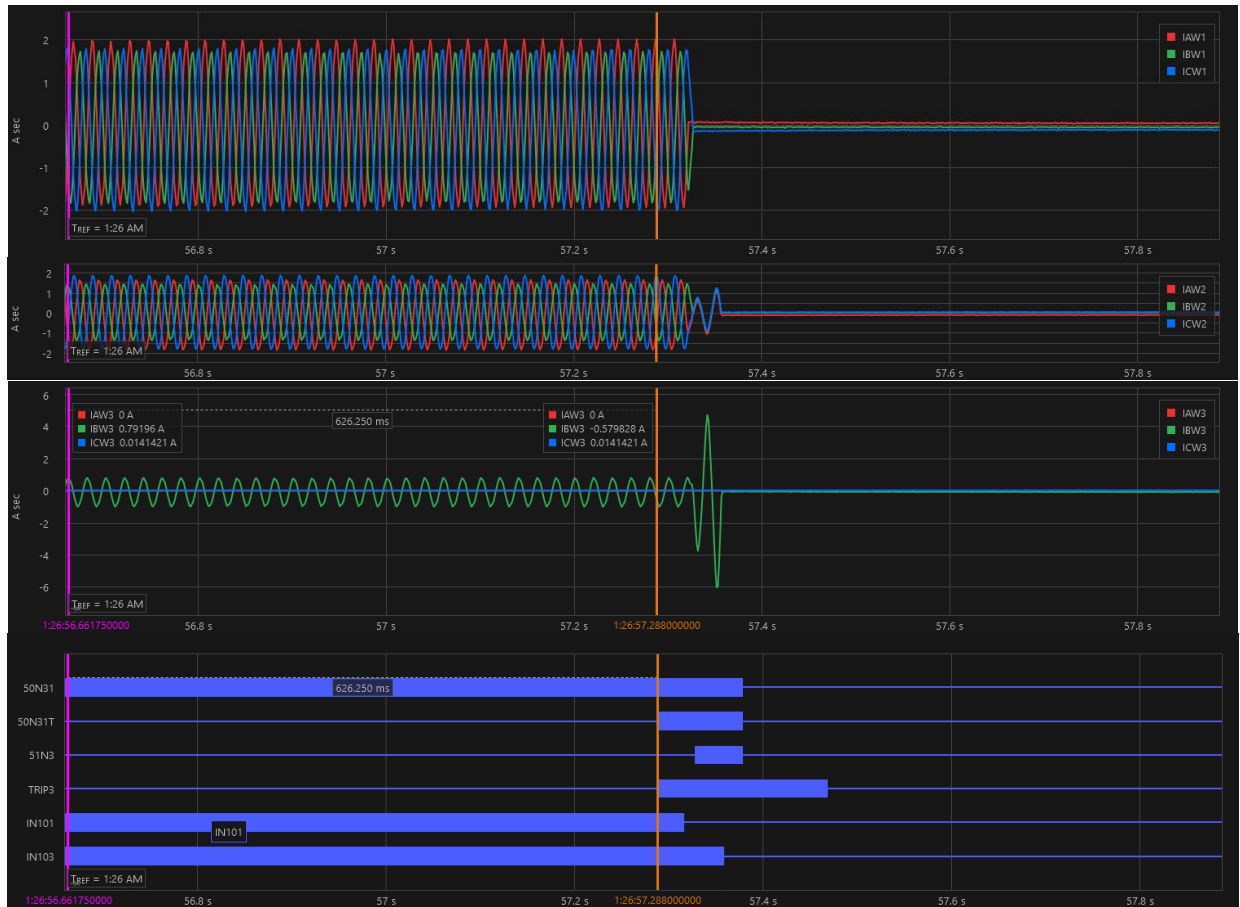 2
1
0
-1
-2
A sec
IAW1
IBW1
ICW1
TREF = 1:26 AM
56.8 s
57 s
57.2 s
57.4 s
57.6 s
57.8 s
2
1
0
-1
-2
A sec
IAW2
IBW2
ICW2
TREF = 1:26 AM
56.8 s
57 s
57.2 s
57.4 s
57.6 s
57.8 s
6
4
2
0
-2
-4
-6
A sec
IAW3 0 A
IBW3 0.79196 A
ICW3 0.0141421 A
626.250 ms
IAW3 0 A
IBW3 -0.579828 A
ICW3 0.0141421 A
IAW3
IBW3
ICW3
TREF = 1:26 AM
1:26:56.661750000
56.8 s
57 s
57.2 s
1:26:57.288000000
57.4 s
57.6 s
57.8 s
50N31
626.250 ms
50N31T
51N3
TRIP3
IN101
IN101
IN103
TREF = 1:26 AM
1:26:56.661750000
56.8 s
57 s
57.2 s
1:26:57.288000000
57.4 s
57.6 s
57.8 s